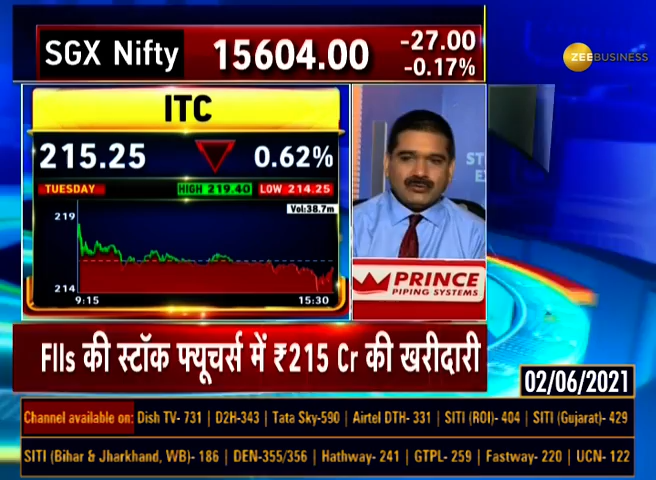 SGX Nifty 15604.00 -27.00
-0.17%
ZEE BUSINESS
ITC
215.25 0.62%
TUESDAY HIGH 219.40 LOW 214.25
Vol:38.7m
219
214
9:15 15:30
ST
EX
PRINCE
PIPING SYSTEMS
FIIs की स्टॉक फ्यूचर्स में ₹215 Cr की खरीदारी
02/06/2021
Channel available on: Dish TV- 731 | D2H-343 | Tata Sky-590 | Airtel DTH- 331 | SITI (ROI)- 404 | SITI (Gujarat)- 429
SITI (Bihar & Jharkhand, WB)- 186 | DEN-355/356 | Hathway- 241 | GTPL- 259 | Fastway- 220 | UCN- 122